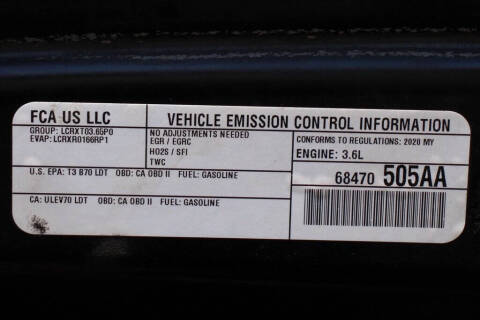 FCA US LLC
VEHICLE EMISSION CONTROL INFORMATION
GROUP: LCRXT03.65P0
EVAP: LCRXR0166RP1
NO ADJUSTMENTS NEEDED
EGR / EGRC
HO2S / SFI
TWC
CONFORMS TO REGULATIONS: 2020 MY
ENGINE: 3.6L
U.S. EPA: T3 B70 LDT OBD: CA OBD II FUEL: GASOLINE
68470 505AA
CA: ULEV70 LDT OBD: CA OBD II FUEL: GASOLINE